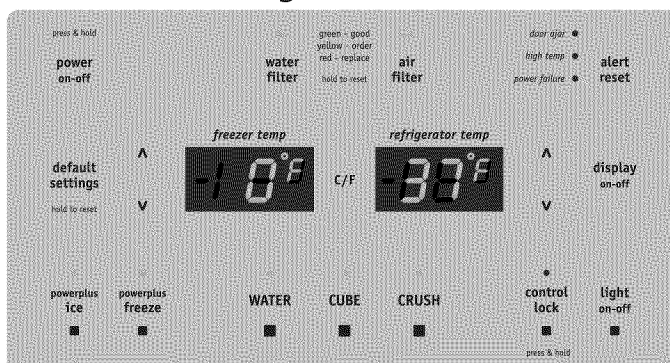 press & hold
power
on-off
water
filter
green - good
yellow - order
red - replace
hold to reset
air
filter
door ajar
high temp
power failure
alert
reset
freezer temp
refrigerator temp
default
settings
hold to reset
0°F
C/F
°F
display
on-off
powerplus
ice
powerplus
freeze
WATER
CUBE
CRUSH
control
lock
press & hold
light
on-off